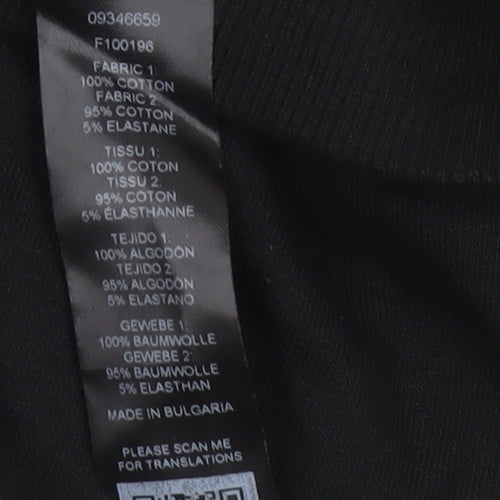 09346659
F100196
FABRIC 1:
100% COTTON
FABRIC 2:
95% COTTON
5% ELASTANE
TISSU 1:
100% COTON
TISSU 2:
95% COTON
5% ÉLASTHANNE
TEJIDO 1:
100% ALGODÓN
TEJIDO 2:
95% ALGODÓN
5% ELASTANO
GEWEBE 1:
100% BAUMWOLLE
GEWEBE 2:
95% BAUMWOLLE
5% ELASTHAN
MADE IN BULGARIA
PLEASE SCAN ME
FOR TRANSLATIONS